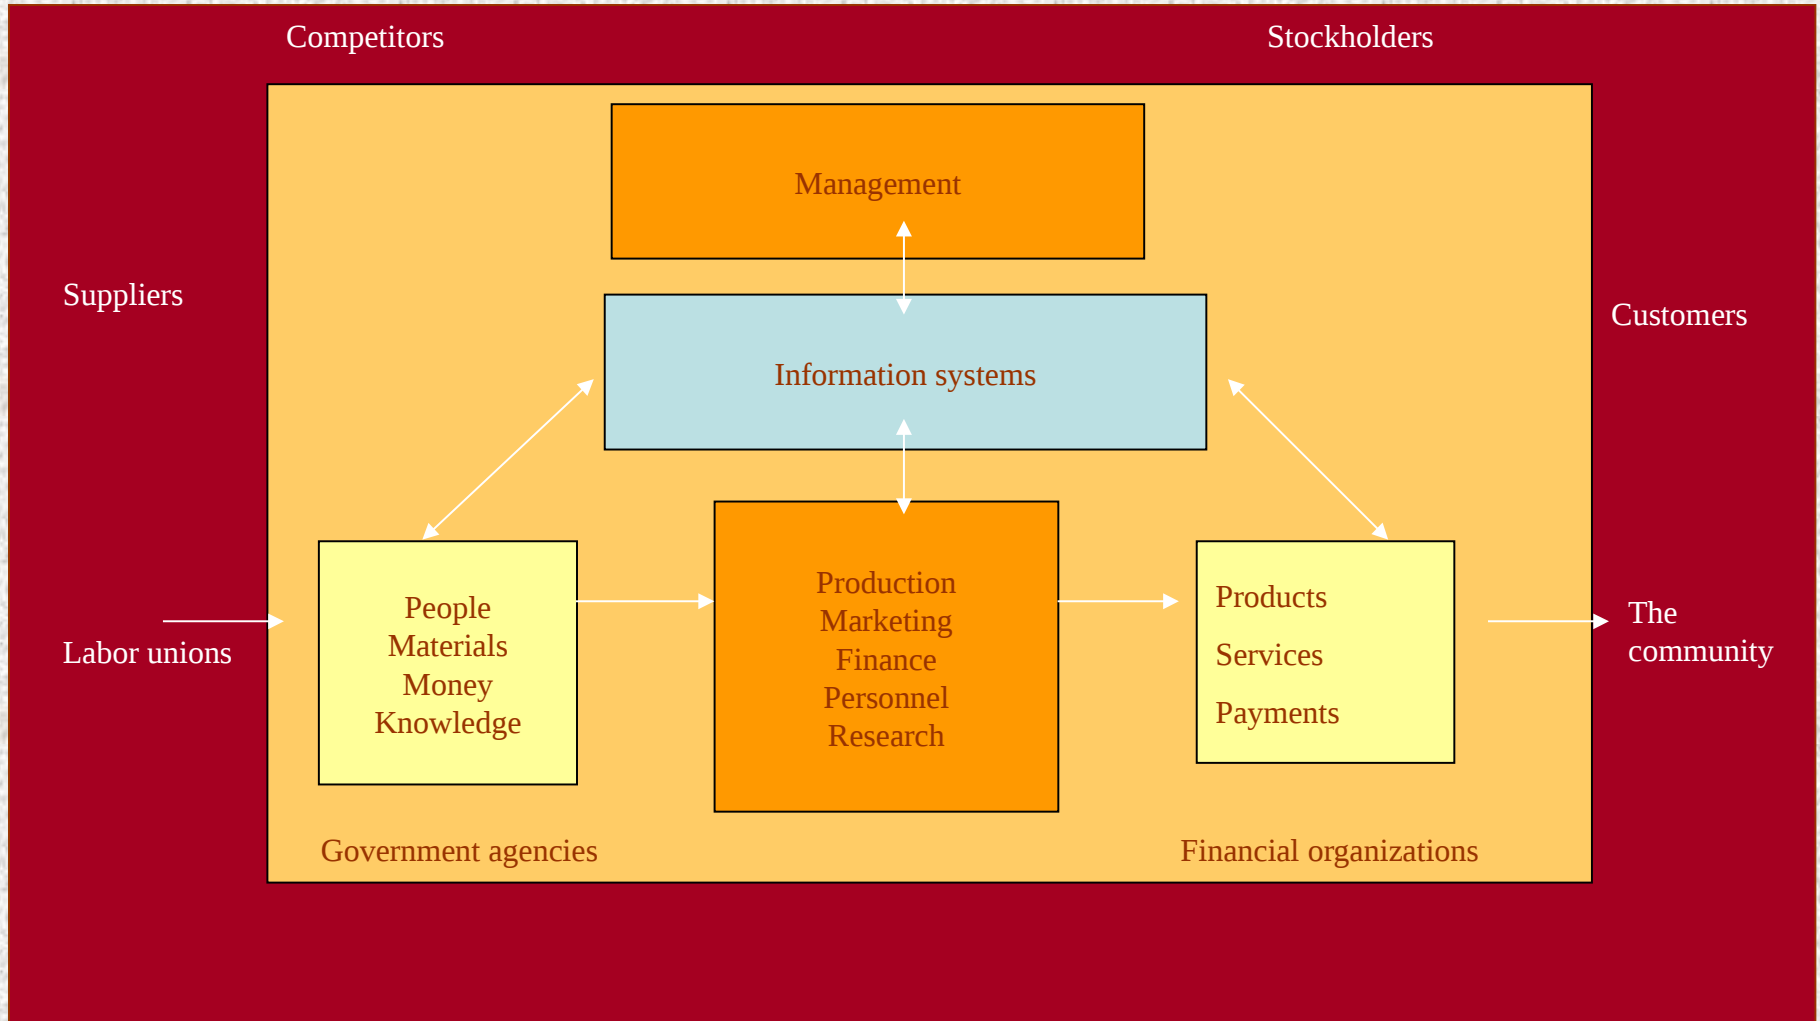 Competitors
Stockholders
Management
Suppliers
Customers
Information systems
People
Materials
Money
Knowledge
Production
Marketing
Finance
Personnel
Research
Products
Services
Payments
Labor unions
The
community
Government agencies
Financial organizations